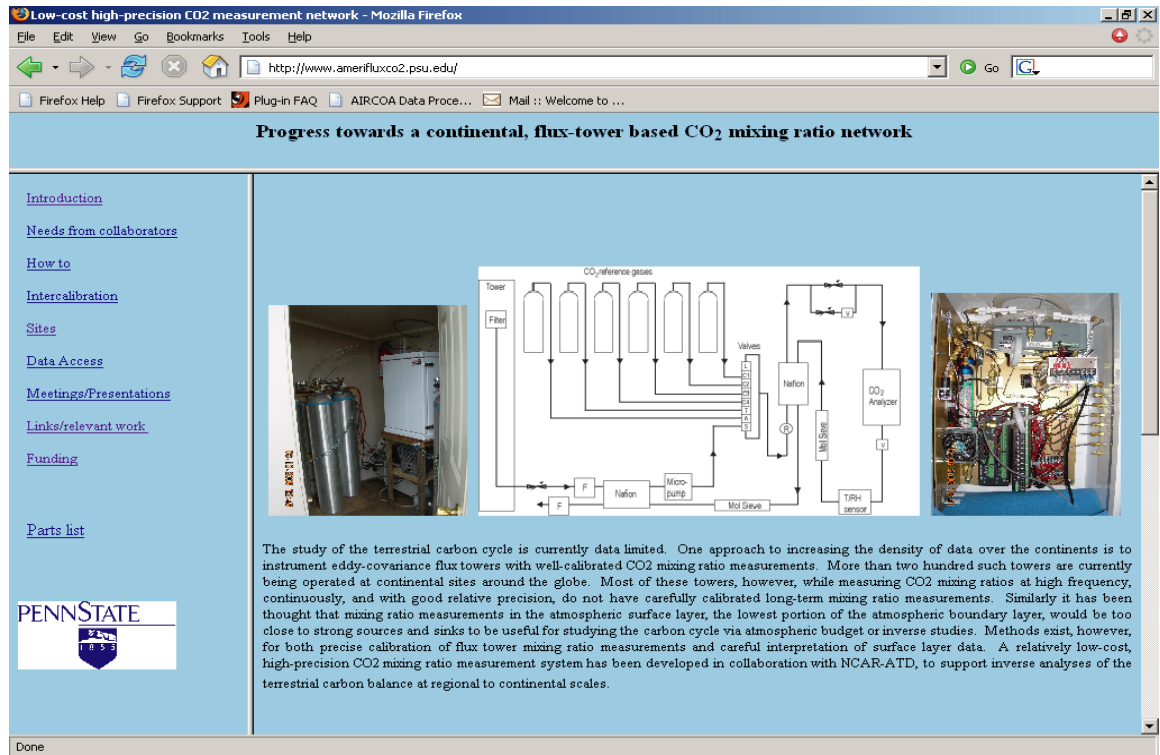 Low-cost high-precision CO2 measurement network - Mozilla Firefox
File Edit View Go Bookmarks Tools Help
http://www.amerifluxco2.psu.edu/
Go
G
Firefox Help Firefox Support Plug-in FAQ AIRCOA Data Proce... Mail :: Welcome to ...
Progress towards a continental, flux-tower based CO2 mixing ratio network
Introduction
Needs from collaborators
How to
Intercalibration
Sites
Data Access
Meetings/Presentations
Links/relevant work
Funding
Parts list
PENNSTATE
1855
CO2 reference gases
Tower
Filter
Valves
L
C1
C2
C3
C4
T
A
S
Nafion
R
Mol Sieve
V
CO2
Analyzer
V
T/RH
sensor
F
Nafion
Micro-
pump
F
Mol Sieve
The study of the terrestrial carbon cycle is currently data limited. One approach to increasing the density of data over the continents is to
instrument eddy-covariance flux towers with well-calibrated CO2 mixing ratio measurements. More than two hundred such towers are currently
being operated at continental sites around the globe. Most of these towers, however, while measuring CO2 mixing ratios at high frequency,
continuously, and with good relative precision, do not have carefully calibrated long-term mixing ratio measurements. Similarly it has been
thought that mixing ratio measurements in the atmospheric surface layer, the lowest portion of the atmospheric boundary layer, would be too
close to strong sources and sinks to be useful for studying the carbon cycle via atmospheric budget or inverse studies. Methods exist, however,
for both precise calibration of flux tower mixing ratio measurements and careful interpretation of surface layer data. A relatively low-cost,
high-precision CO2 mixing ratio measurement system has been developed in collaboration with NCAR-ATD, to support inverse analyses of the
terrestrial carbon balance at regional to continental scales.
Done